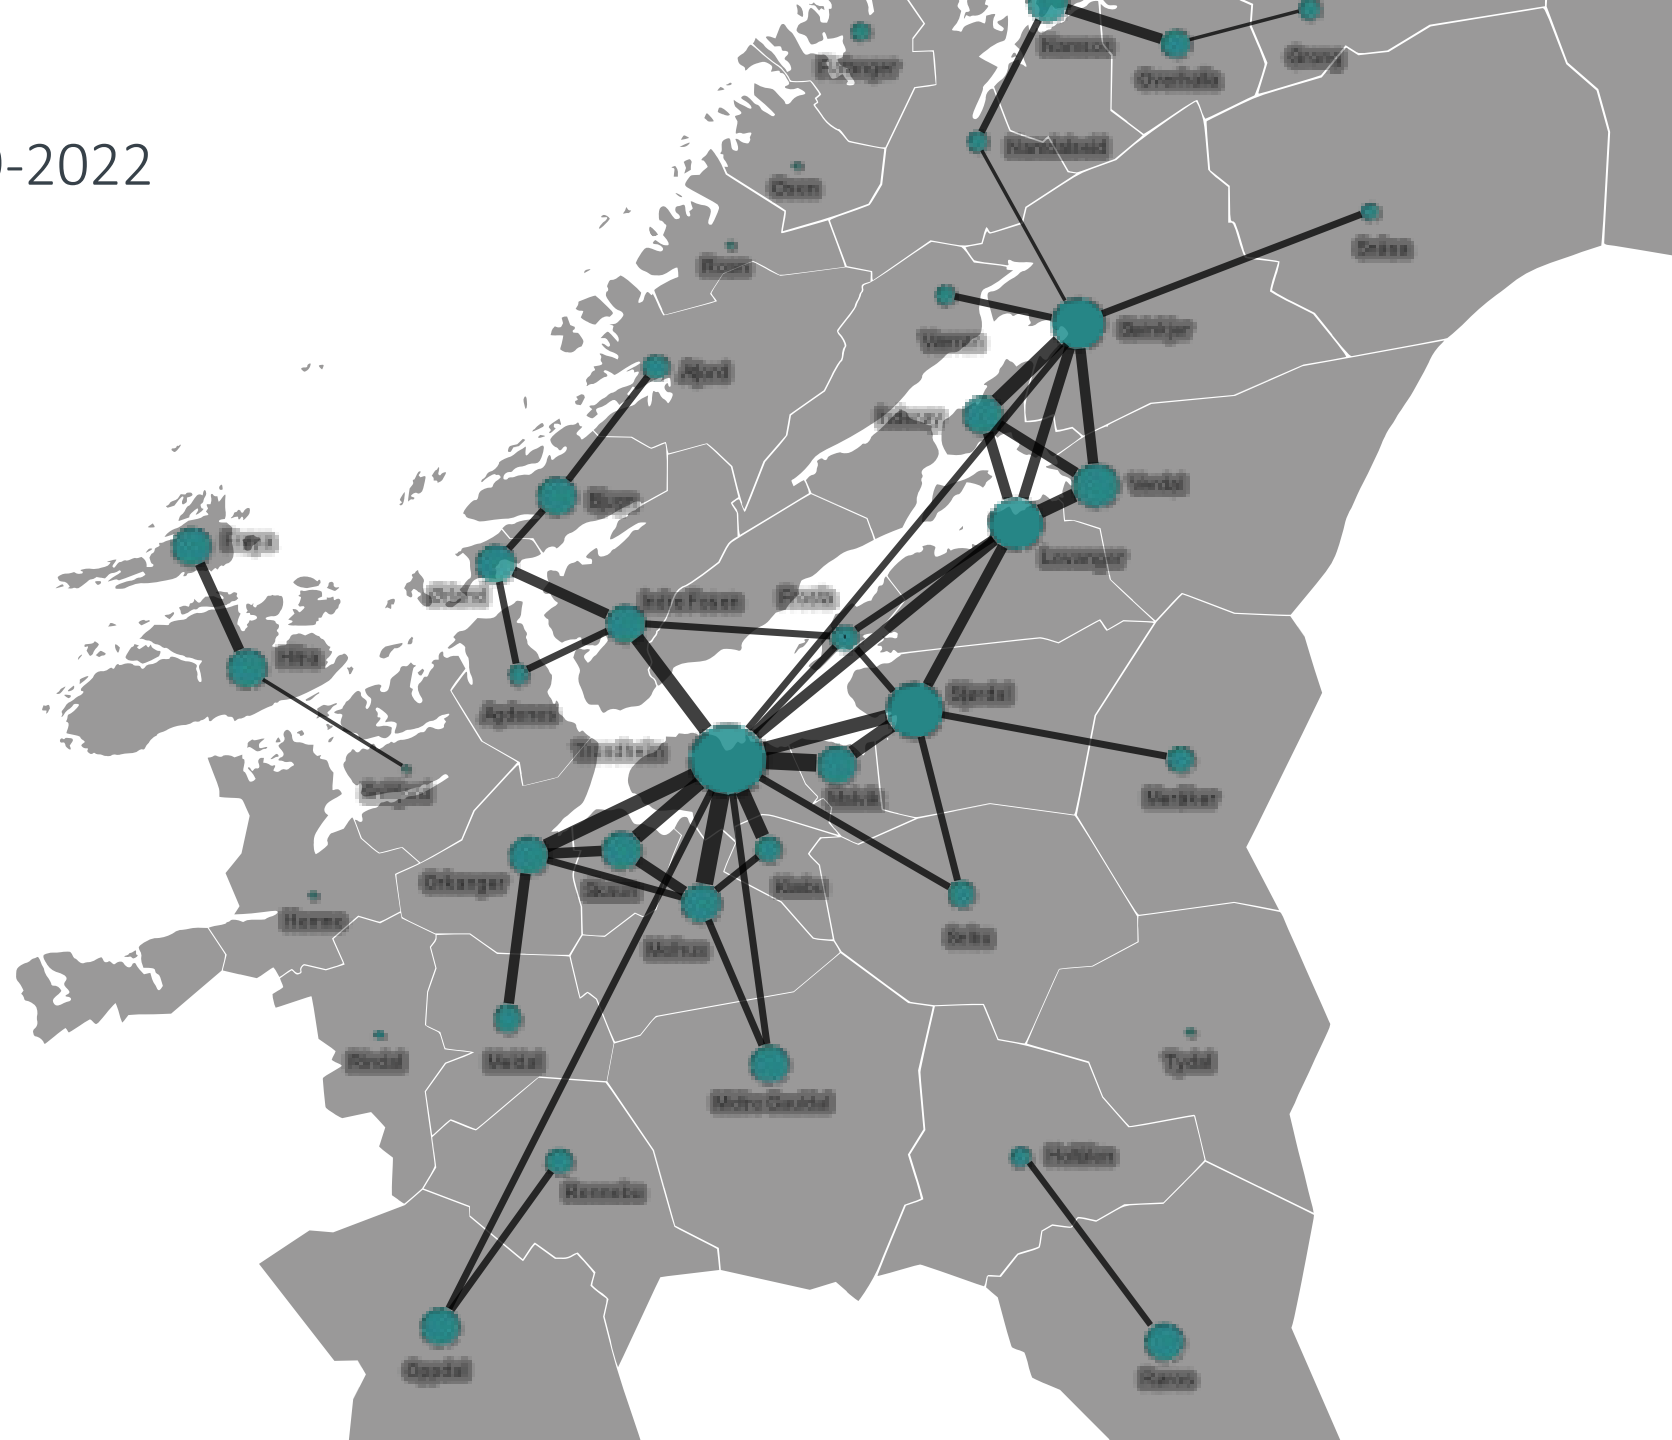 Namsos
Grong
Overhalla
Namdalseid
Osen
Snåsa
Roan
-2022
Steinkjer
Verran
Åfjord
Inderøy
Verdal
Bjugn
Levanger
Ørland
Indre Fosen
Frosta
Hitra
Stjørdal
Agdenes
Trondheim
Malvik
Meråker
Orkanger
Skaun
Klæbu
Hemne
Melhus
Selbu
Rindal
Meldal
Tydal
Midtre Gauldal
Holtålen
Rennebu
Oppdal
Røros